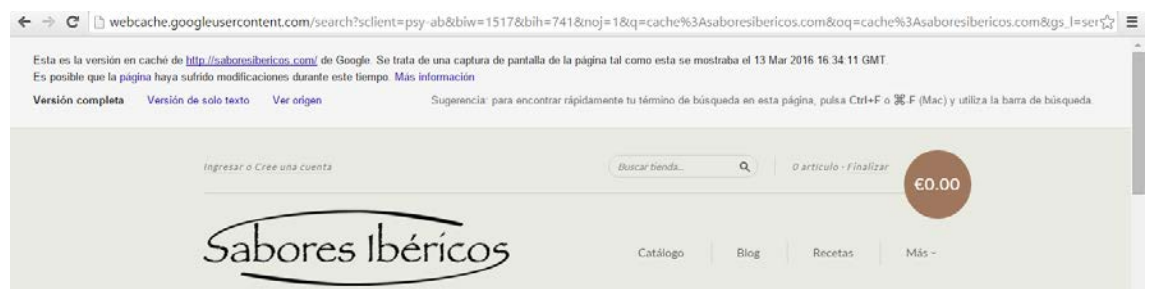 webcache.googleusercontent.com/search?sclient=psy-ab&biw=1517&bih=741&noj=1&q=cache%3Asaboresibericos.com&oq=cache%3Asaboresibericos.com&gs_l=ser
Esta es la versión en caché de http://saboresibericos.com/ de Google. Se trata de una captura de pantalla de la página tal como esta se mostraba el 13 Mar 2016 16:34:11 GMT.
Es posible que la página haya sufrido modificaciones durante este tiempo. Más información
Versión completa Versión de solo texto Ver origen Sugerencia: para encontrar rápidamente tu término de búsqueda en esta página, pulsa Ctrl+F o ⌘-F (Mac) y utiliza la barra de búsqueda.
Ingresar o Cree una cuenta Buscar tienda... 0 articulo - Finalizar €0.00
Sabores Ibéricos Catálogo Blog Recetas Más